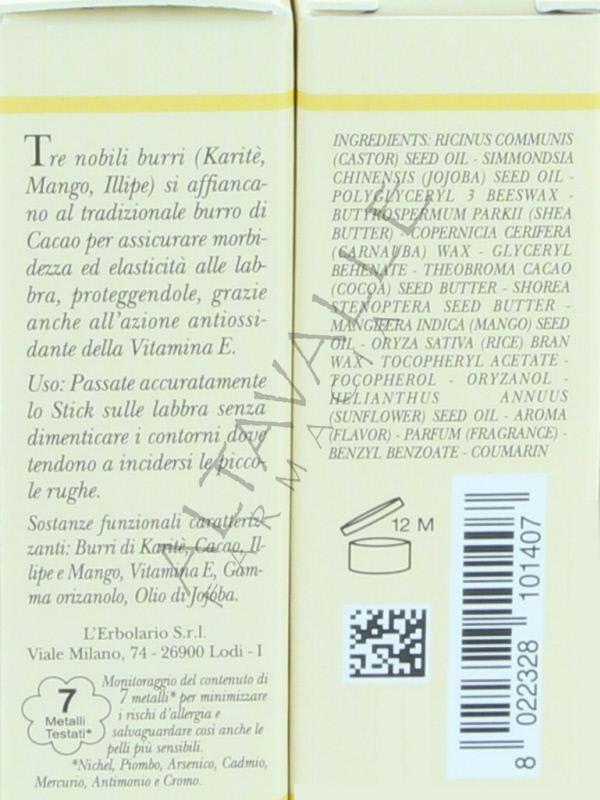 Tre nobili burri (Karitè,
Mango, Illipe) si affianca-
no al tradizionale burro di
Cacao per assicurare morbi-
dezza ed elasticità alle lab-
bra, proteggendole, grazie
anche all'azione antiossi-
dante della Vitamina E.
Uso: Passate accuratamente
lo Stick sulle labbra senza
dimenticare i contorni dove
tendono a incidersi le picco-
le rughe.
Sostanze funzionali caratteriz-
zanti: Burri di Karitè, Cacao, Il-
lipe e Mango, Vitamina E, Gam-
ma orizanolo, Olio di Jojoba.
L'Erbolario S.r.l.
Viale Milano, 74 - 26900 Lodi - I
7
Metalli
Testati*
Monitoraggio del contenuto di
7 metalli* per minimizzare
i rischi d'allergia e
salvaguardare così anche le
pelli più sensibili.
*Nichel, Piombo, Arsenico, Cadmio,
Mercurio, Antimonio e Cromo.
INGREDIENTS: RICINUS COMMUNIS
(CASTOR) SEED OIL - SIMMONDSIA
CHINENSIS (JOJOBA) SEED OIL -
POLYGLYCERYL 3 BEESWAX -
BUTYROSPERMUM PARKII (SHEA
BUTTER) - COPERNICIA CERIFERA
(CARNAUBA) WAX - GLYCERYL
BEHENATE - THEOBROMA CACAO
(COCOA) SEED BUTTER - SHOREA
STENOPTERA SEED BUTTER -
MANGIFERA INDICA (MANGO) SEED
OIL - ORYZA SATIVA (RICE) BRAN
WAX - TOCOPHERYL ACETATE -
TOCOPHEROL - ORYZANOL -
HELIANTHUS ANNUUS
(SUNFLOWER) SEED OIL - AROMA
(FLAVOR) - PARFUM (FRAGRANCE) -
BENZYL BENZOATE - COUMARIN
12 M
8 022328 101407
ALTAVALLE
FARMACIA